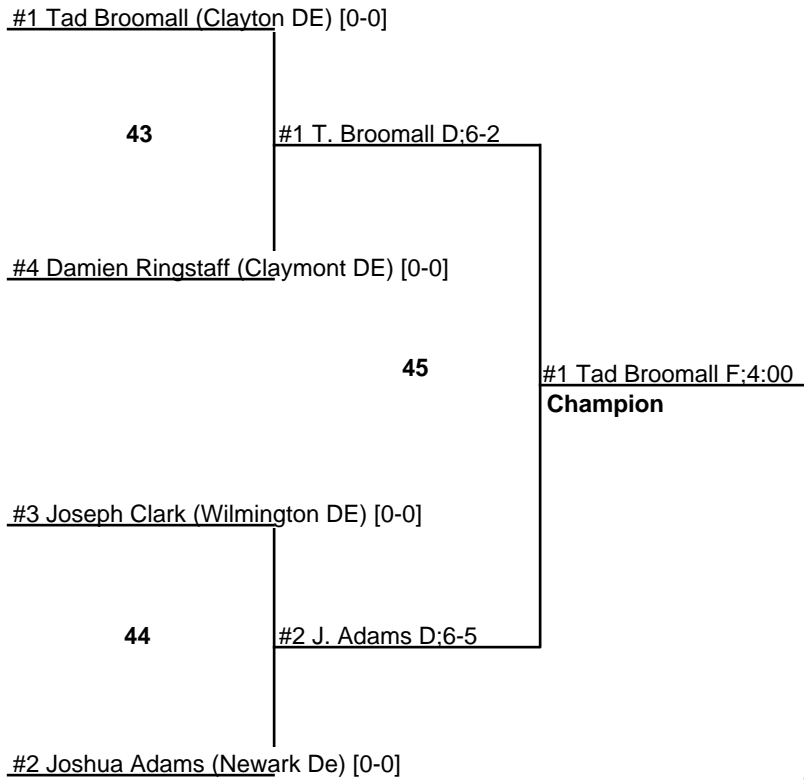 #1 Tad Broomall (Clayton DE) [0-0]
43
#1 T. Broomall D;6-2
#4 Damien Ringstaff (Claymont DE) [0-0]
45
#1 Tad Broomall F;4:00
Champion
#3 Joseph Clark (Wilmington DE) [0-0]
44
#2 J. Adams D;6-5
#2 Joshua Adams (Newark De) [0-0]